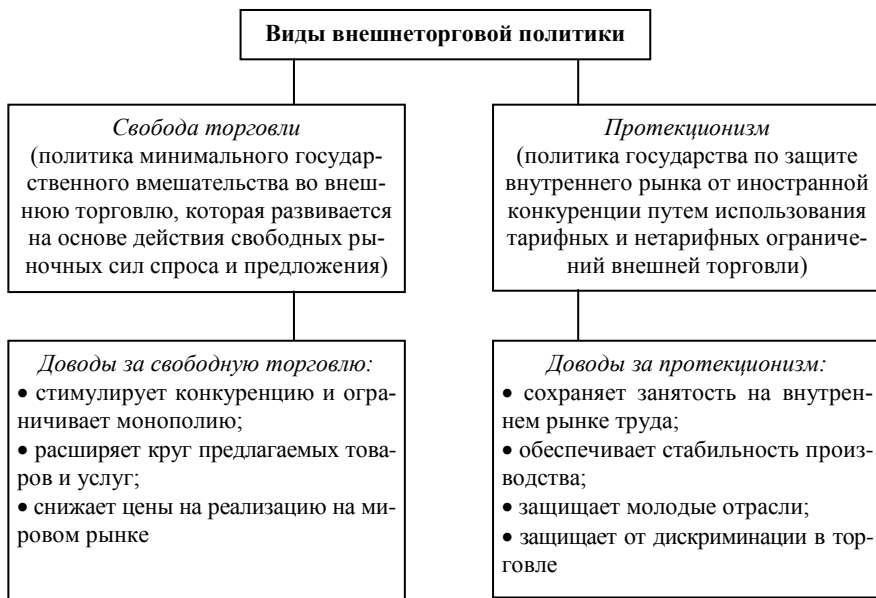 Виды внешнеторговой политики
Свобода торговли
(политика минимального государ-
ственного вмешательства во внеш-
нюю торговлю, которая развивается
на основе действия свободных ры-
ночных сил спроса и предложения)
Протекционизм
(политика государства по защите
внутреннего рынка от иностранной
конкуренции путем использования
тарифных и нетарифных ограниче-
ний внешней торговли)
Доводы за свободную торговлю:
• стимулирует конкуренцию и огра-
ничивает монополию;
• расширяет круг предлагаемых това-
ров и услуг;
• снижает цены на реализацию на ми-
ровом рынке
Доводы за протекционизм:
• сохраняет занятость на внутрен-
нем рынке труда;
• обеспечивает стабильность произ-
водства;
• защищает молодые отрасли;
• защищает от дискриминации в тор-
говле